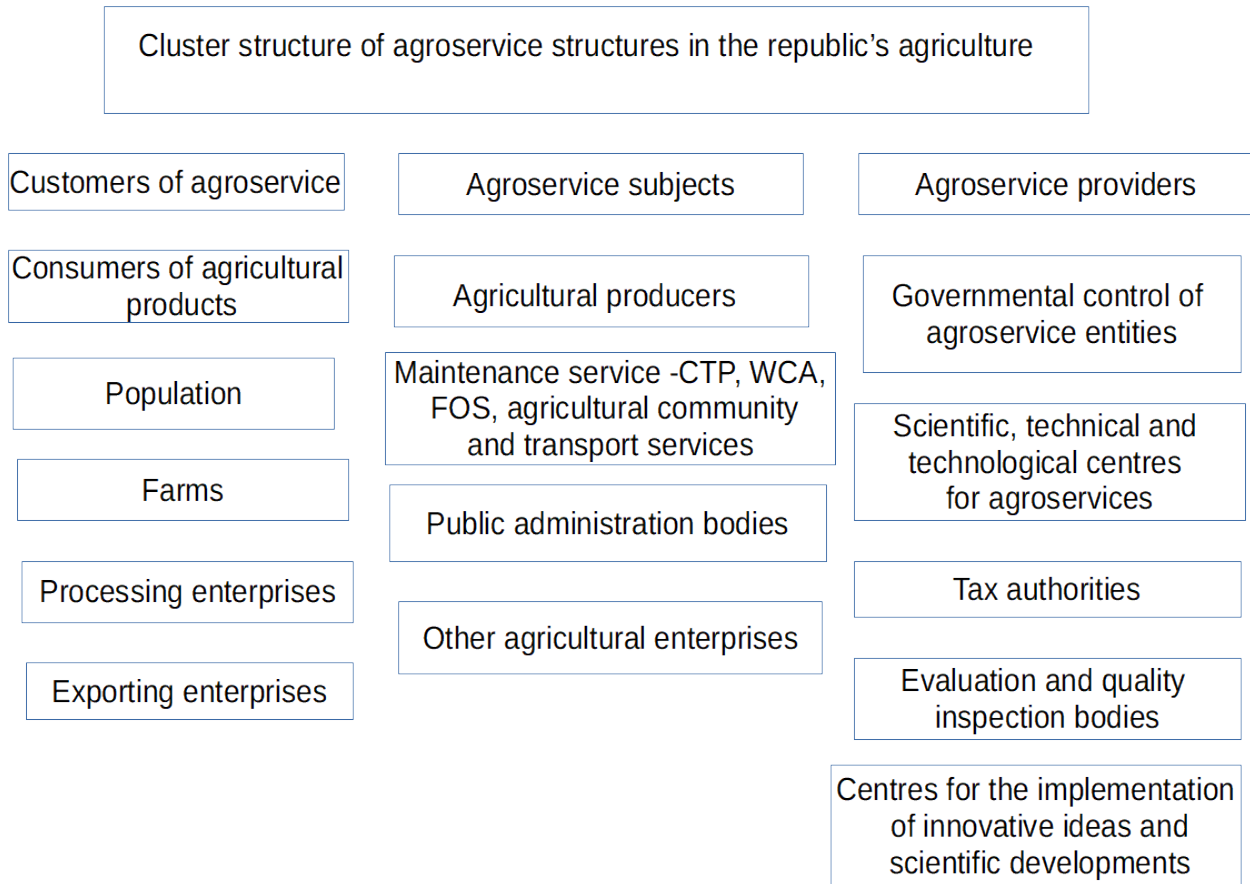 Cluster structure of agroservice structures in the republic’s agriculture
Customers of agroservice
Consumers of agricultural
products
Population
Farms
Processing enterprises
Exporting enterprises
Agroservice subjects
Agricultural producers
Maintenance service -CTP, WCA,
FOS, agricultural community
and transport services
Public administration bodies
Other agricultural enterprises
Agroservice providers
Governmental control of
agroservice entities
Scientific, technical and
technological centres
for agroservices
Tax authorities
Evaluation and quality
inspection bodies
Centres for the implementation
of innovative ideas and
scientific developments